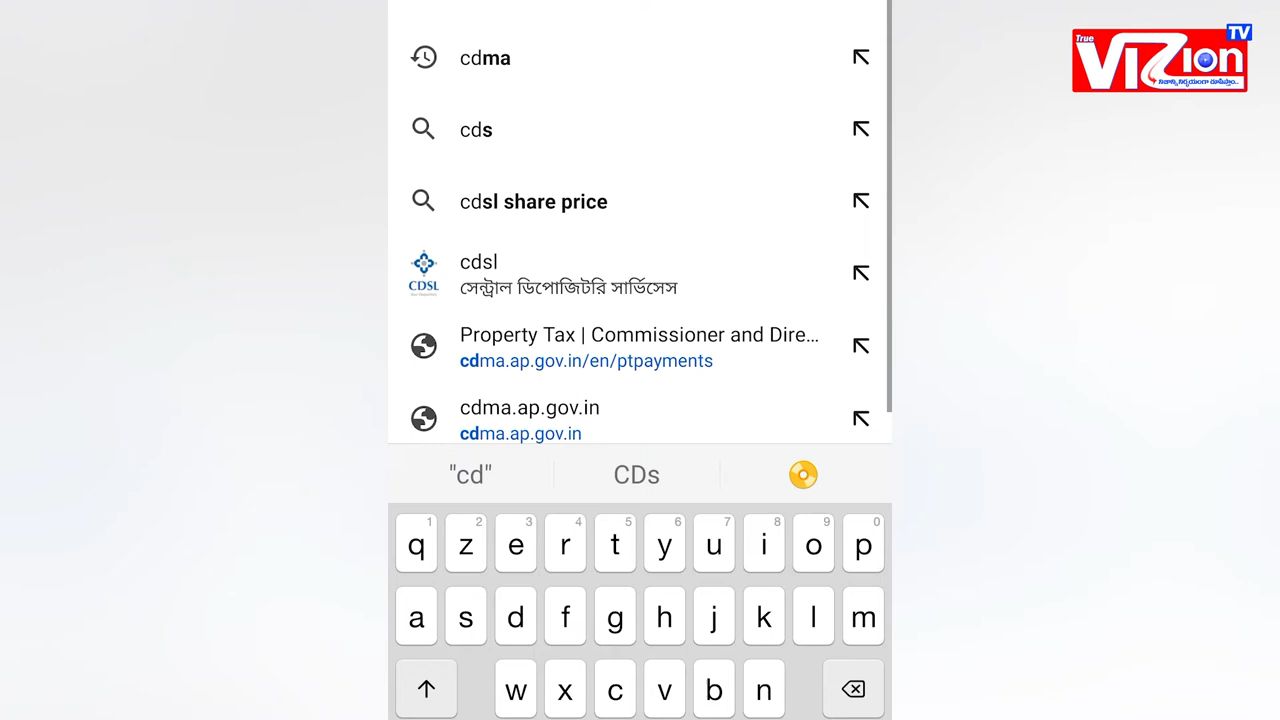 cdma
cds
cdsl share price
cdsl
সেন্ট্রাল ডিপোজিটরি সার্ভিসেস
CDSL
Property Tax | Commissioner and Dire...
cdma.ap.gov.in/en/ptpayments
cdma.ap.gov.in
cdma.ap.gov.in
"cd" CDs
1 2 3 4 5 6 7 8 9 0
q z e r t y u i o p
a s d f g h j k l m
w x c v b n
True
VIZion
TV
నిజాన్ని నిర్భయంగా చూపిస్తాం...